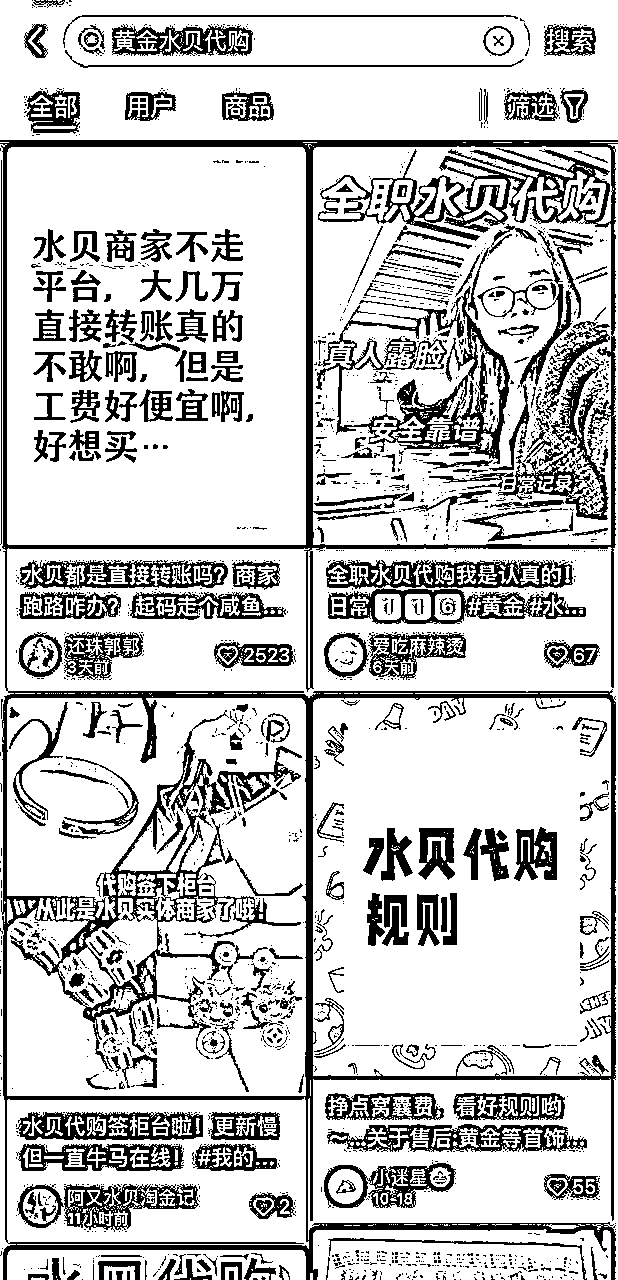 黄金水贝代购
搜索
全部
用户
商品
筛选
水贝商家不走
平台，大几万
直接转账真的
不敢啊，但是
工费好便宜啊，
好想买…
水贝都是直接转账吗？商家
跑路咋办？起码走个咸鱼...
还珠郭郭
3天前
2523
全职水贝代购
真人露脸
安全靠谱
日常记录
全职水贝代购我是认真的！
日常116 #黄金 #水...
爱吃麻辣烫
6天前
67
代购签下柜台
从此是水贝实体商家了哦！
水贝代购签柜台啦！更新慢
但一直牛马在线！#我的...
阿又水贝淘金记
11小时前
2
DAY
水贝代购
规则
挣点窝囊费，看好规则哟
~...关于售后:黄金等首饰...
小迷星
10-18
55
水贝代购